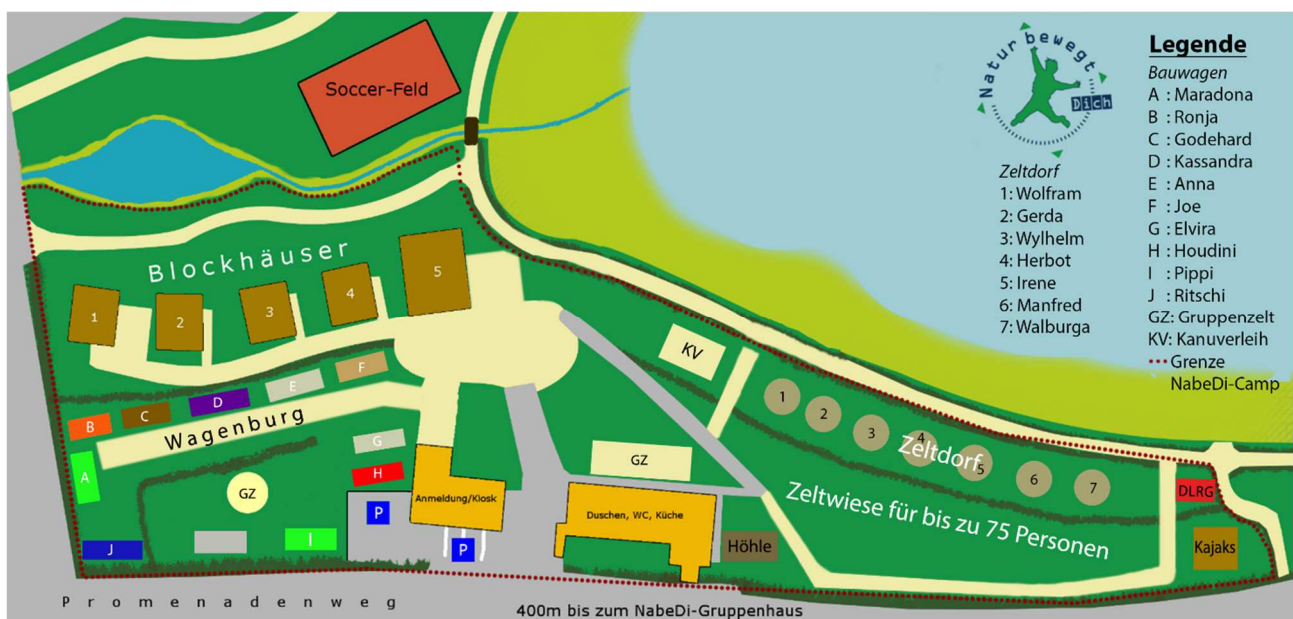 Soccer-Feld
Natur bewegt
Dich
Legende
Bauwagen
A : Maradona
B : Ronja
C : Godehard
D : Kassandra
E : Anna
F : Joe
G : Elvira
H : Houdini
I : Pippi
J : Ritschi
GZ: Gruppenzelt
KV: Kanuverleih
Grenze
NabeDi-Camp
Zeltdorf
1: Wolfram
2: Gerda
3: Wylhelm
4: Herbot
5: Irene
6: Manfred
7: Walburga
Blockhäuser
1
2
3
4
5
KV
B
C
D
E
F
Wagenburg
A
G
H
GZ
J
I
P
Anmeldung/Kiosk
P
GZ
Duschen, WC, Küche
Höhle
1
2
3
4
5
6
7
Zeltdorf
Zeltwiese für bis zu 75 Personen
DLRG
Kajaks
Promenadenweg
400m bis zum NabeDi-Gruppenhaus